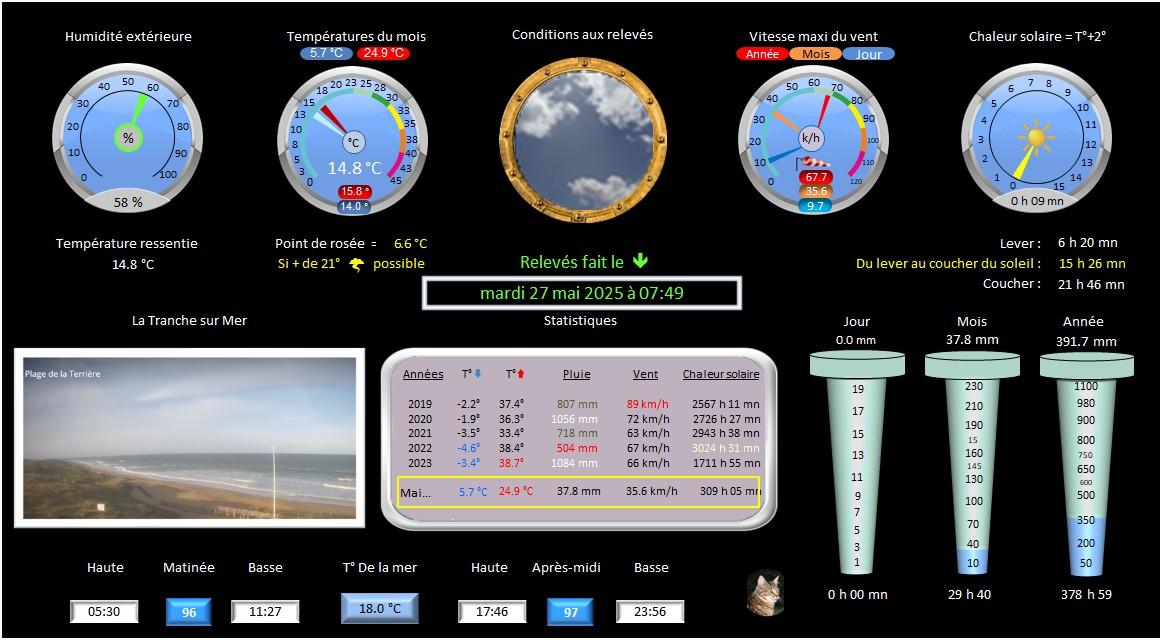 Humidité extérieure
Températures du mois
Conditions aux relevés
Vitesse maxi du vent
Chaleur solaire = T°+2°
5.7 °C 24.9 °C
Année Mois Jour
0 10 20 30 40 50 60 70 80 90 100
%
58 %
0 3 5 8 10 13 15 18 20 23 25 28 30 33 35 38 40 43 45
°C
14.8 °C
15.8 °
14.0 °
0 10 20 30 40 50 60 70 80 90 100 110 120
k/h
67.7
35.6
9.7
0 1 2 3 4 5 6 7 8 9 10 11 12 13 14 15
0 h 09 mn
Température ressentie
14.8 °C
Point de rosée = 6.6 °C
Si + de 21° possible
Relevés fait le
mardi 27 mai 2025 à 07:49
Lever : 6 h 20 mn
Du lever au coucher du soleil : 15 h 26 mn
Coucher : 21 h 46 mn
La Tranche sur Mer
Plage de la Terrière
Statistiques
Années T° T° Pluie Vent Chaleur solaire
2019 -2.2° 37.4° 807 mm 89 km/h 2567 h 11 mn
2020 -1.9° 36.3° 1056 mm 72 km/h 2726 h 27 mn
2021 -3.5° 33.4° 718 mm 63 km/h 2943 h 38 mn
2022 -4.6° 38.4° 504 mm 67 km/h 3024 h 31 mn
2023 -3.4° 38.7° 1084 mm 66 km/h 1711 h 55 mn
Mai... 5.7 °C 24.9 °C 37.8 mm 35.6 km/h 309 h 05 mn
Jour
0.0 mm
19
17
15
13
11
9
7
5
3
1
0 h 00 mn
Mois
37.8 mm
230
210
190
15
160
145
130
100
70
40
10
29 h 40
Année
391.7 mm
1100
980
900
800
750
650
600
500
350
200
50
378 h 59
Haute Matinée Basse T° De la mer Haute Après-midi Basse
05:30 96 11:27 18.0 °C 17:46 97 23:56